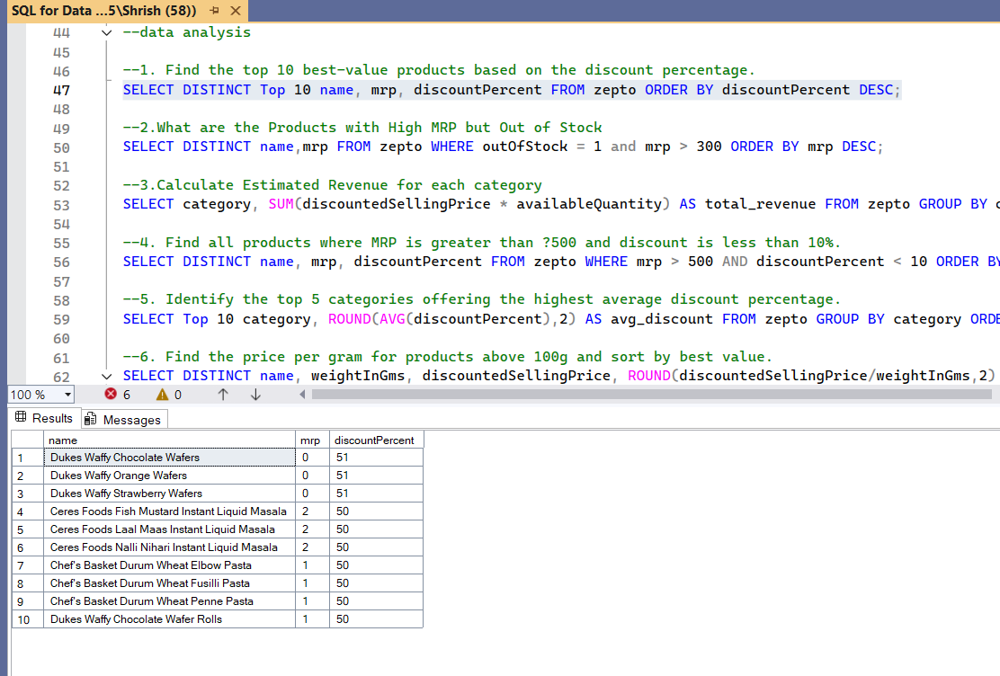 SQL for Data ...5\Shrish (58))
44 --data analysis
45
46 --1. Find the top 10 best-value products based on the discount percentage.
47 SELECT DISTINCT Top 10 name, mrp, discountPercent FROM zepto ORDER BY discountPercent DESC;
48
49 --2.What are the Products with High MRP but Out of Stock
50 SELECT DISTINCT name,mrp FROM zepto WHERE outOfStock = 1 and mrp > 300 ORDER BY mrp DESC;
51
52 --3.Calculate Estimated Revenue for each category
53 SELECT category, SUM(discountedSellingPrice * availableQuantity) AS total_revenue FROM zepto GROUP BY
54
55 --4. Find all products where MRP is greater than ?500 and discount is less than 10%.
56 SELECT DISTINCT name, mrp, discountPercent FROM zepto WHERE mrp > 500 AND discountPercent < 10 ORDER BY
57
58 --5. Identify the top 5 categories offering the highest average discount percentage.
59 SELECT Top 10 category, ROUND(AVG(discountPercent),2) AS avg_discount FROM zepto GROUP BY category
60
61 --6. Find the price per gram for products above 100g and sort by best value.
62 SELECT DISTINCT name, weightInGms, discountedSellingPrice, ROUND(discountedSellingPrice/weightInGms,2)
100 % 6 0
Results Messages
name mrp discountPercent
1 Dukes Waffy Chocolate Wafers 0 51
2 Dukes Waffy Orange Wafers 0 51
3 Dukes Waffy Strawberry Wafers 0 51
4 Ceres Foods Fish Mustard Instant Liquid Masala 2 50
5 Ceres Foods Laal Maas Instant Liquid Masala 2 50
6 Ceres Foods Nalli Nihari Instant Liquid Masala 2 50
7 Chef's Basket Durum Wheat Elbow Pasta 1 50
8 Chef's Basket Durum Wheat Fusilli Pasta 1 50
9 Chef's Basket Durum Wheat Penne Pasta 1 50
10 Dukes Waffy Chocolate Wafer Rolls 1 50